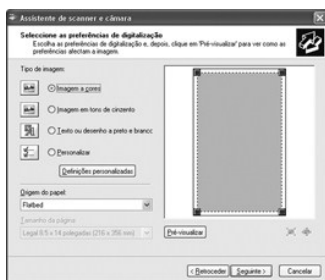 Assistente de scanner e câmara
Seleccione as preferências de digitalização
Escolha as preferências de digitalização e, depois, clique em 'Pré-visualizar' para ver como as
preferências afectam a imagem.
Tipo de imagem:
Imagem a cores
Imagem em tons de cinzento
Texto ou desenho a preto e branco
Personalizar
Definições personalizadas
Origem do papel:
Flatbed
Tamanho da página:
Legal 8.5 x 14 polegadas (216 x 356 mm)
Pré-visualizar
< Retroceder
Seguinte >
Cancelar